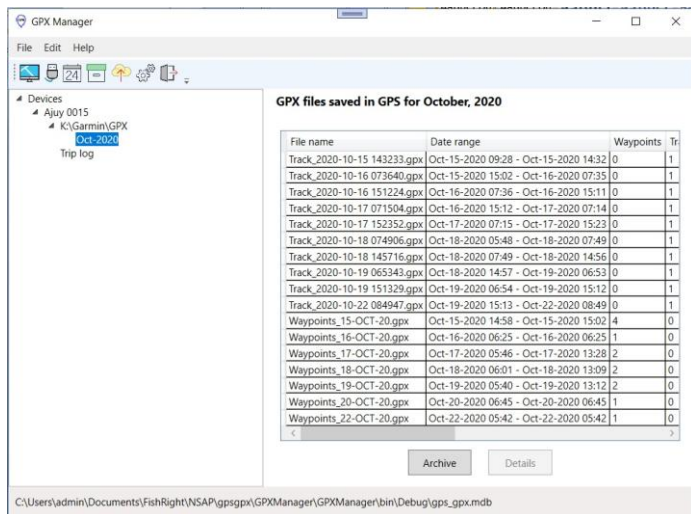 GPX Manager
File Edit Help
24
Devices
Ajuy 0015
K:\Garmin\GPX
Oct-2020
Trip log
GPX files saved in GPS for October, 2020
File name Date range Waypoints Tr
Track_2020-10-15 143233.gpx Oct-15-2020 09:28 - Oct-15-2020 14:32 0 1
Track_2020-10-16 073640.gpx Oct-15-2020 15:02 - Oct-16-2020 07:35 0 1
Track_2020-10-16 151224.gpx Oct-16-2020 07:36 - Oct-16-2020 15:11 0 1
Track_2020-10-17 071504.gpx Oct-16-2020 15:12 - Oct-17-2020 07:14 0 1
Track_2020-10-17 152352.gpx Oct-17-2020 07:15 - Oct-17-2020 15:23 0 1
Track_2020-10-18 074906.gpx Oct-18-2020 05:48 - Oct-18-2020 07:49 0 1
Track_2020-10-18 145716.gpx Oct-18-2020 07:49 - Oct-18-2020 14:56 0 1
Track_2020-10-19 065343.gpx Oct-18-2020 14:57 - Oct-19-2020 06:53 0 1
Track_2020-10-19 151329.gpx Oct-19-2020 06:54 - Oct-19-2020 15:12 0 1
Track_2020-10-22 084947.gpx Oct-19-2020 15:13 - Oct-22-2020 08:49 0 1
Waypoints_15-OCT-20.gpx Oct-15-2020 14:58 - Oct-15-2020 15:02 4 0
Waypoints_16-OCT-20.gpx Oct-16-2020 06:25 - Oct-16-2020 06:25 1 0
Waypoints_17-OCT-20.gpx Oct-17-2020 05:46 - Oct-17-2020 13:28 2 0
Waypoints_18-OCT-20.gpx Oct-18-2020 06:01 - Oct-18-2020 13:09 2 0
Waypoints_19-OCT-20.gpx Oct-19-2020 05:40 - Oct-19-2020 13:12 2 0
Waypoints_20-OCT-20.gpx Oct-20-2020 06:45 - Oct-20-2020 06:45 1 0
Waypoints_22-OCT-20.gpx Oct-22-2020 05:42 - Oct-22-2020 05:42 1 0
Archive Details
C:\Users\admin\Documents\FishRight\NSAP\gpsgpx\GPXManager\GPXManager\bin\Debug\gps_gpx.mdb